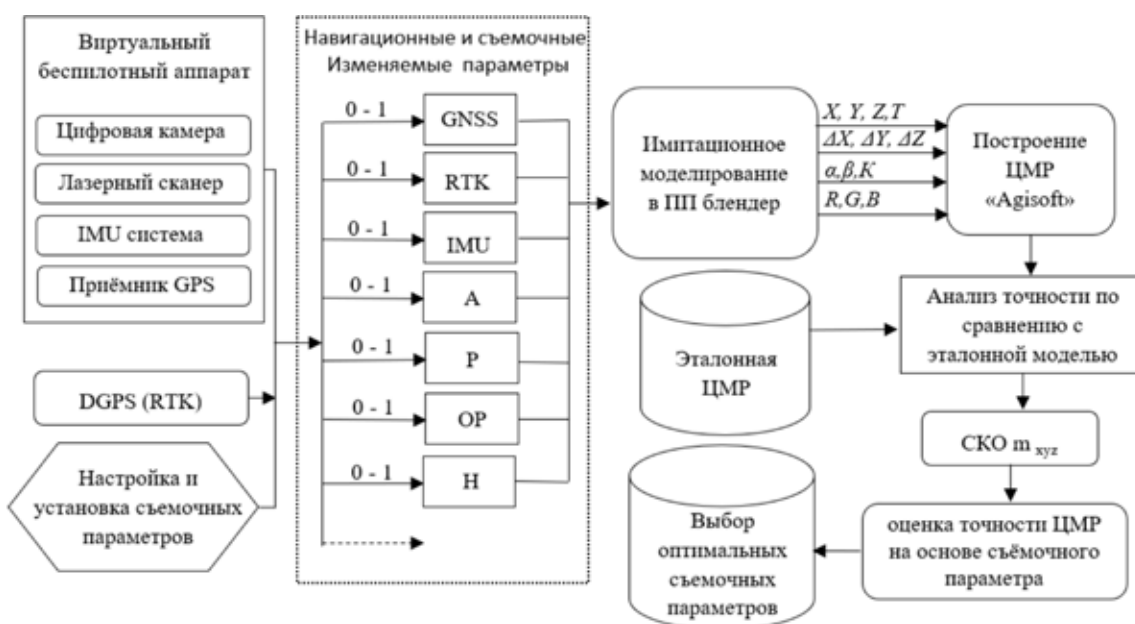 Виртуальный
беспилотный аппарат
Цифровая камера
Лазерный сканер
IMU система
Приёмник GPS
DGPS (RTK)
Настройка и
установка съемочных
параметров
Навигационные и съемочные
Изменяемые параметры
0 - 1
GNSS
0 - 1
RTK
0 - 1
IMU
0 - 1
A
0 - 1
P
0 - 1
OP
0 - 1
H
Имитационное
моделирование
в ПП блендер
X, Y, Z,T
ΔX, ΔY, ΔZ
α,β,K
R,G,B
Построение
ЦМР
«Agisoft»
Эталонная
ЦМР
Анализ точности по
сравнению с
эталонной моделью
СКО m xyz
оценка точности ЦМР
на основе съёмочного
параметра
Выбор
оптимальных
съемочных
параметров